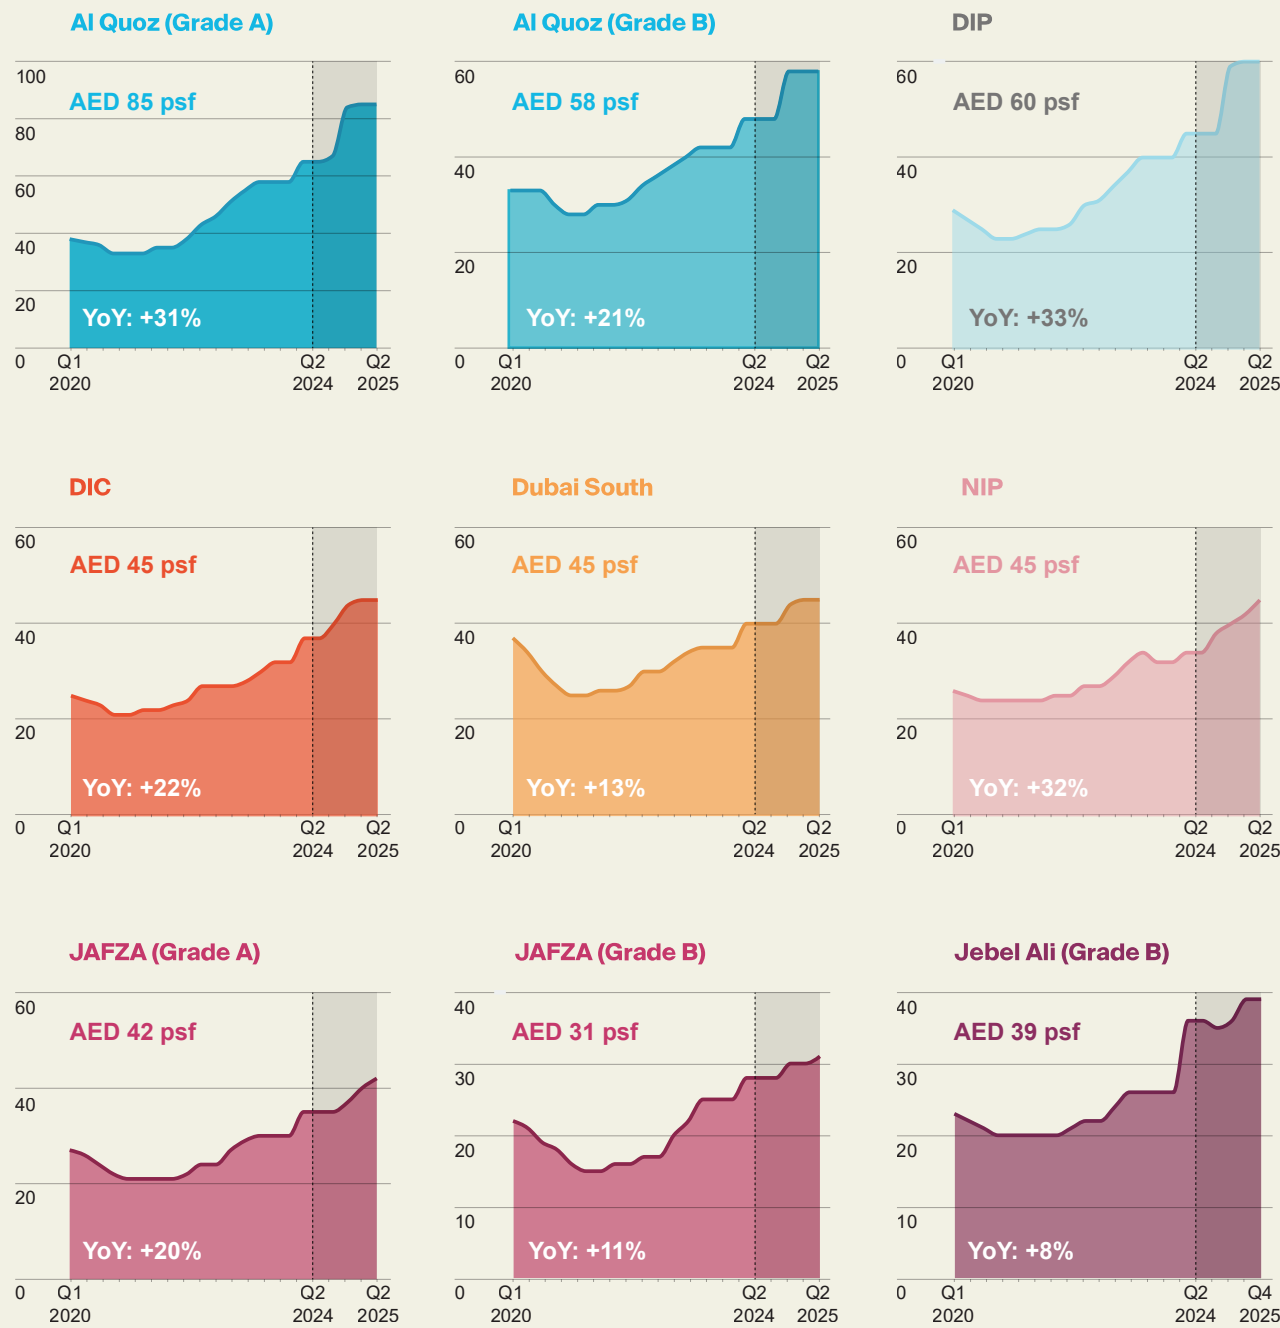 Al Quoz (Grade A)
AED 85 psf
100
80
60
40
20
0
YoY: +31%
Q1 2020
Q2 2024
Q2 2025
Al Quoz (Grade B)
AED 58 psf
60
40
20
0
YoY: +21%
Q1 2020
Q2 2024
Q2 2025
DIP
AED 60 psf
60
40
20
0
YoY: +33%
Q1 2020
Q2 2024
Q2 2025
DIC
AED 45 psf
60
40
20
0
YoY: +22%
Q1 2020
Q2 2024
Q2 2025
Dubai South
AED 45 psf
60
40
20
0
YoY: +13%
Q1 2020
Q2 2024
Q2 2025
NIP
AED 45 psf
60
40
20
0
YoY: +32%
Q1 2020
Q2 2024
Q2 2025
JAFZA (Grade A)
AED 42 psf
60
40
20
0
YoY: +20%
Q1 2020
Q2 2024
Q2 2025
JAFZA (Grade B)
AED 31 psf
40
30
20
10
0
YoY: +11%
Q1 2020
Q2 2024
Q2 2025
Jebel Ali (Grade B)
AED 39 psf
40
30
20
10
0
YoY: +8%
Q1 2020
Q2 2024
Q4 2025